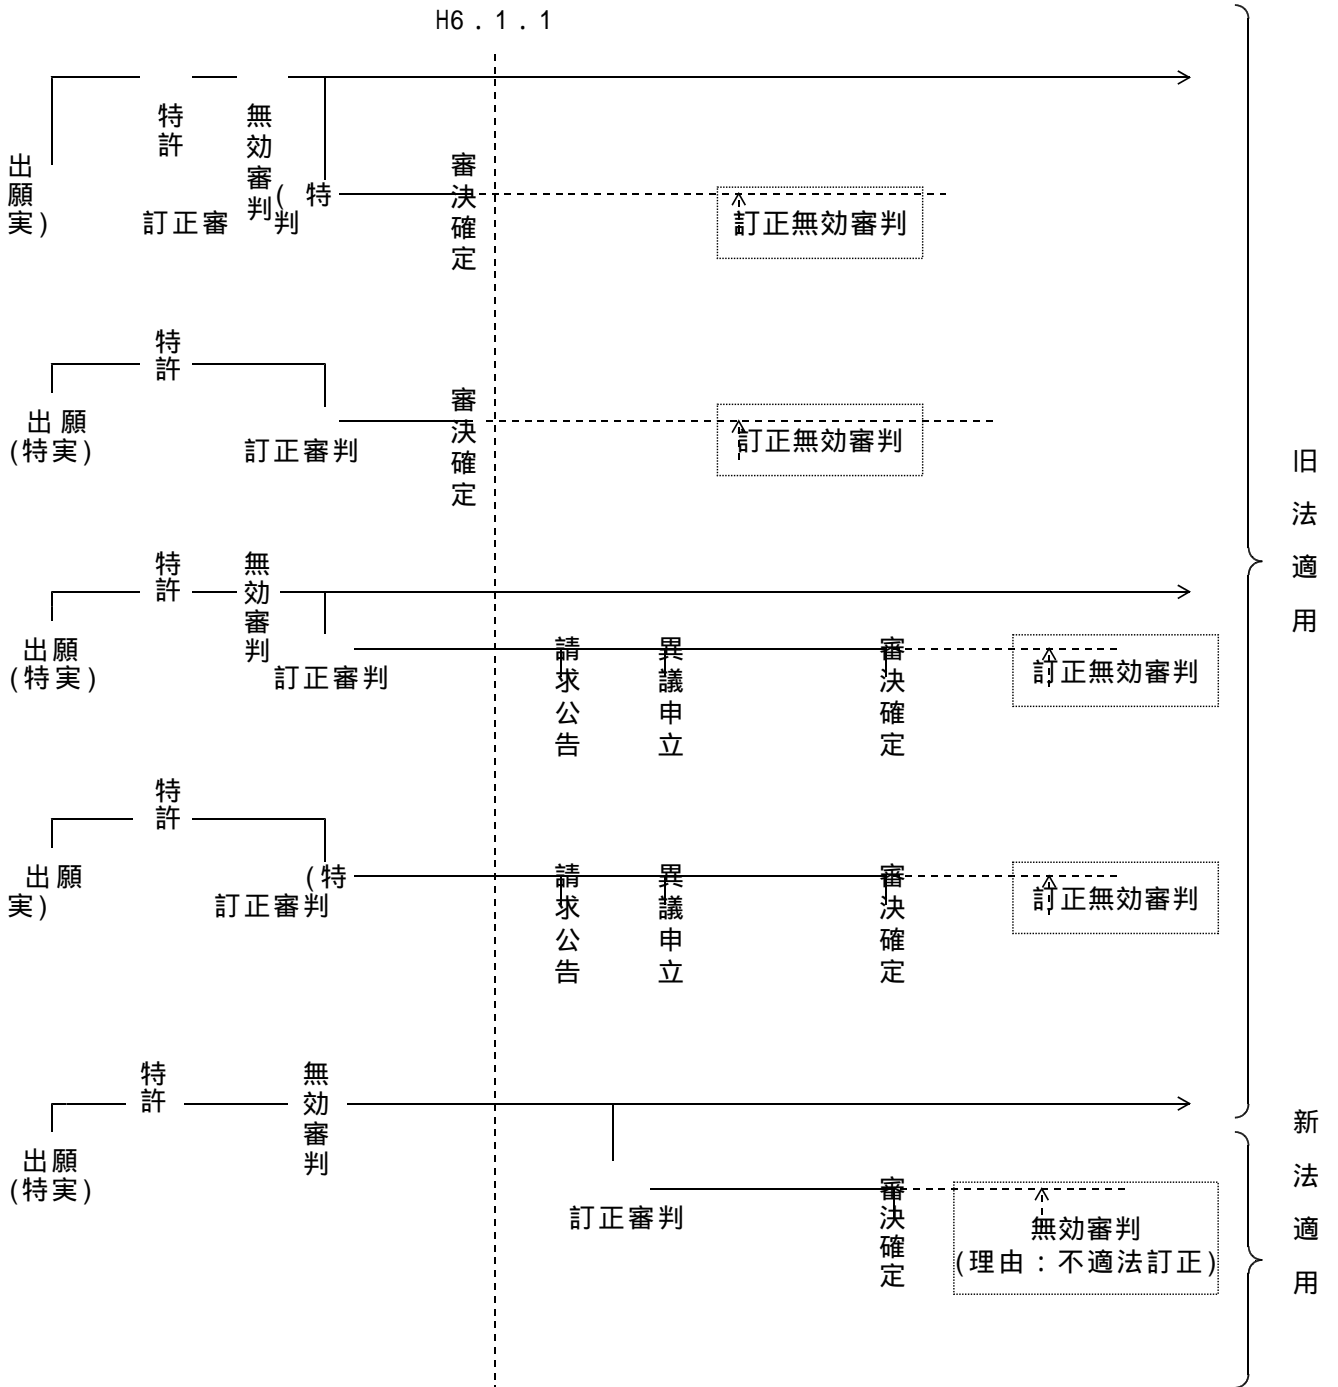 H6．1．1
特許
無効審判
出願
実)
(特
訂正審判
審決確定
訂正無効審判
特許
出願
(特実)
訂正審判
審決確定
訂正無効審判
旧法適用
特許
無効審判
出願
(特実)
訂正審判
請求公告
異議申立
審決確定
訂正無効審判
特許
出願
(特
実)
訂正審判
請求公告
異議申立
審決確定
訂正無効審判
特許
無効審判
出願
(特実)
訂正審判
審決確定
無効審判
(理由：不適法訂正)
新法適用